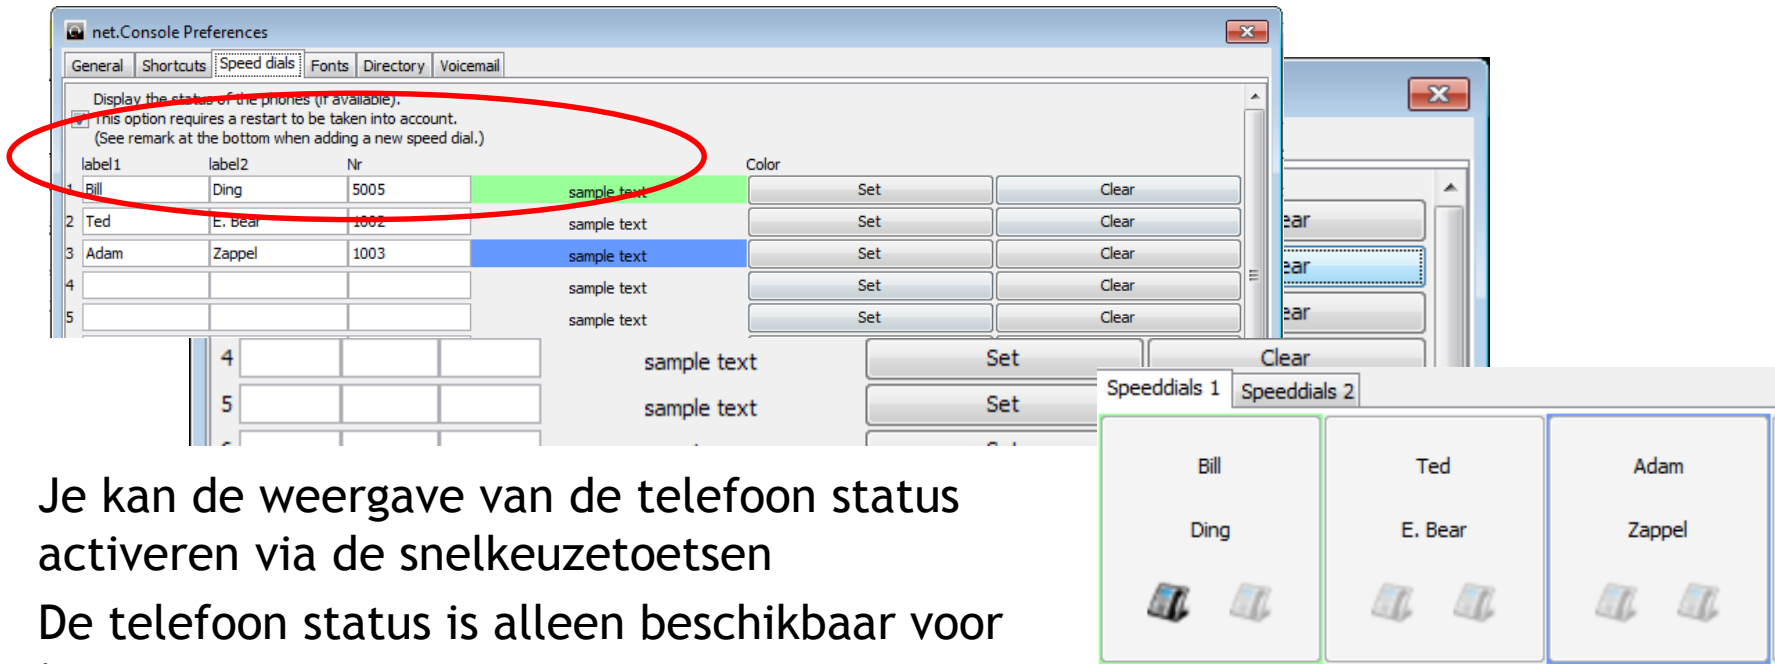 net.Console Preferences
General Shortcuts Speed dials Fonts Directory Voicemail
Display the status of the phones (if available).
This option requires a restart to be taken into account.
(See remark at the bottom when adding a new speed dial.)
label1 label2 Nr Color
1 Bill Ding 5005 sample text Set Clear
2 Ted E. Bear 1002 sample text Set Clear
3 Adam Zappel 1003 sample text Set Clear
4 sample text Set Clear
5 sample text Set Clear
ear
ear
ear
4 sample text Set Clear
5 sample text Set
Speeddials 1 Speeddials 2
Bill Ted Adam
Ding E. Bear Zappel
Je kan de weergave van de telefoon status
activeren via de snelkeuzetoetsen
De telefoon status is alleen beschikbaar voor